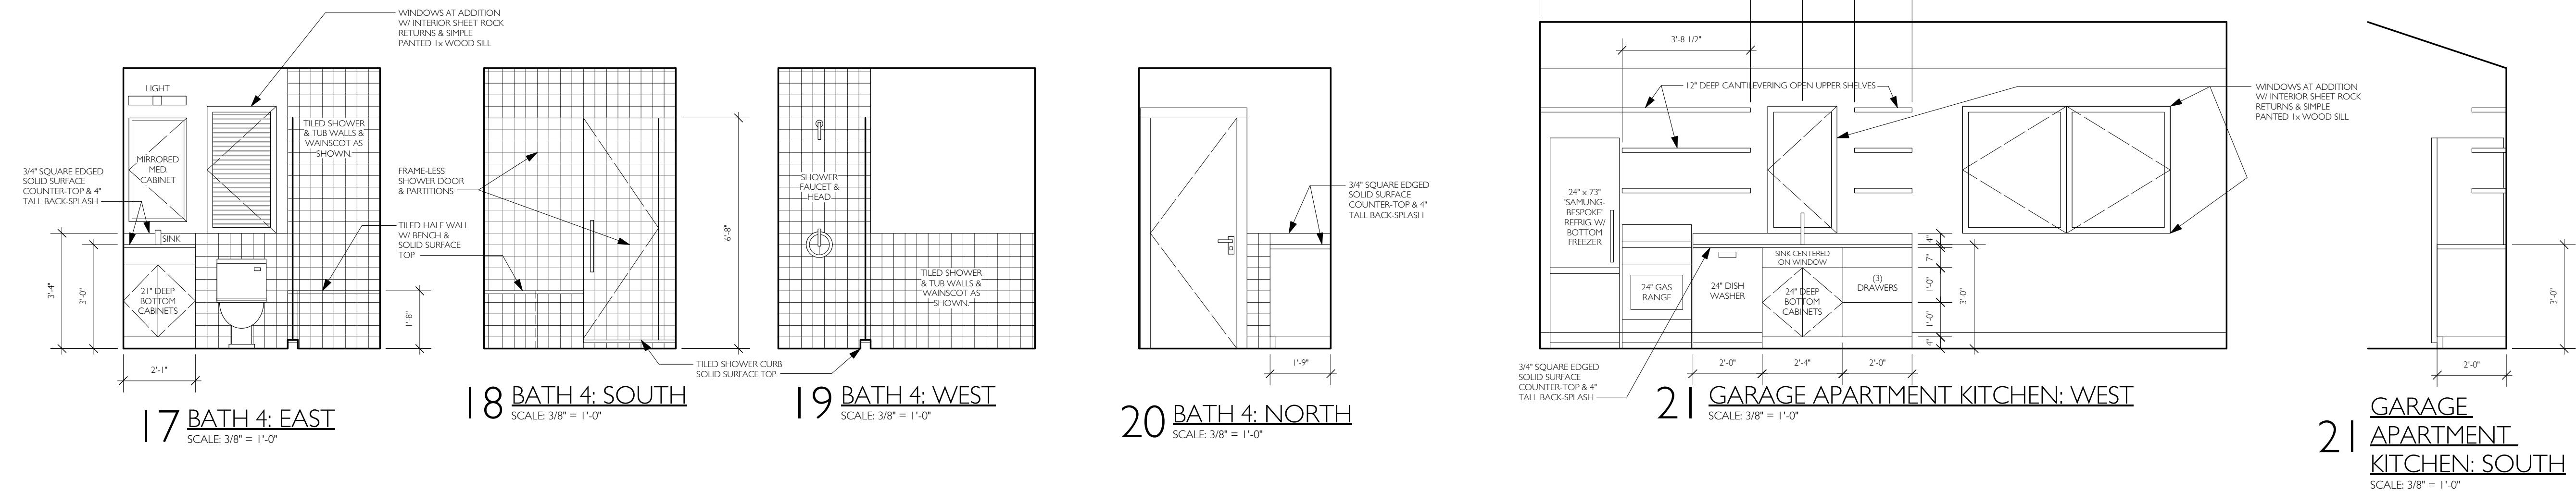 WINDOWS AT ADDITION
W/ INTERIOR SHEET ROCK
RETURNS & SIMPLE
PANTED 1x WOOD SILL
LIGHT
MIRRORED
MED.
CABINET
TILED SHOWER
& TUB WALLS &
WAINSCOT AS
SHOWN.
3/4" SQUARE EDGED
SOLID SURFACE
COUNTER-TOP & 4"
TALL BACK-SPLASH
SINK
21" DEEP
BOTTOM
CABINETS
3'-4"
3'-0"
1'-8"
2'-1"
17 BATH 4: EAST
SCALE: 3/8" = 1'-0"
FRAME-LESS
SHOWER DOOR
& PARTITIONS
TILED HALF WALL
W/ BENCH &
SOLID SURFACE
TOP
6'-8"
TILED SHOWER CURB
SOLID SURFACE TOP
18 BATH 4: SOUTH
SCALE: 3/8" = 1'-0"
SHOWER
FAUCET &
HEAD
TILED SHOWER
& TUB WALLS &
WAINSCOT AS
SHOWN.
19 BATH 4: WEST
SCALE: 3/8" = 1'-0"
3/4" SQUARE EDGED
SOLID SURFACE
COUNTER-TOP & 4"
TALL BACK-SPLASH
1'-9"
20 BATH 4: NORTH
SCALE: 3/8" = 1'-0"
3'-8 1/2"
12" DEEP CANTILEVERING OPEN UPPER SHELVES
WINDOWS AT ADDITION
W/ INTERIOR SHEET ROCK
RETURNS & SIMPLE
PANTED 1x WOOD SILL
24" x 73"
'SAMUNG-
BESPOKE'
REFRIG W/
BOTTOM
FREEZER
24" GAS
RANGE
24" DISH
WASHER
SINK CENTERED
ON WINDOW
24" DEEP
BOTTOM
CABINETS
(3)
DRAWERS
4"
7"
1'-0"
1'-0"
4"
3'-0"
2'-0"
2'-4"
2'-0"
3/4" SQUARE EDGED
SOLID SURFACE
COUNTER-TOP & 4"
TALL BACK-SPLASH
21 GARAGE APARTMENT KITCHEN: WEST
SCALE: 3/8" = 1'-0"
3'-0"
2'-0"
21 GARAGE
APARTMENT
KITCHEN: SOUTH
SCALE: 3/8" = 1'-0"